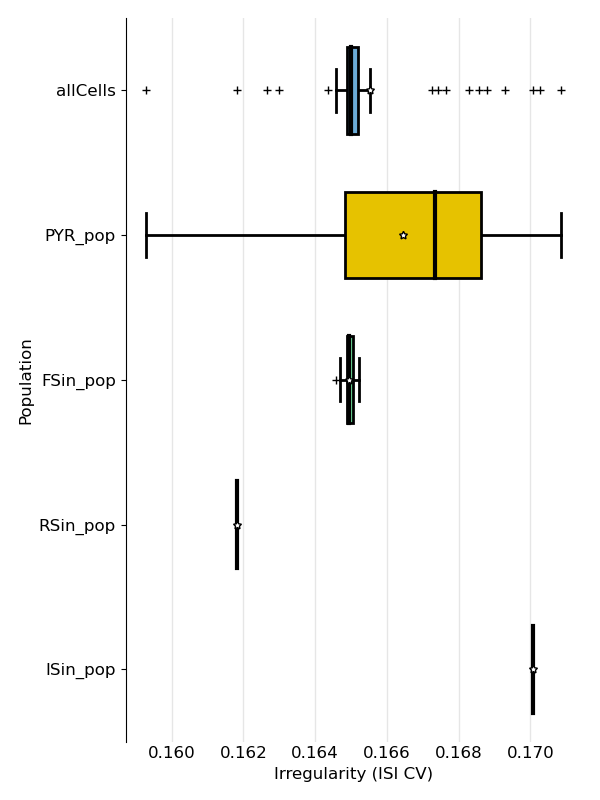 allCells
PYR_pop
FSin_pop
RSin_pop
ISin_pop
Population
0.160 0.162 0.164 0.166 0.168 0.170
Irregularity (ISI CV)